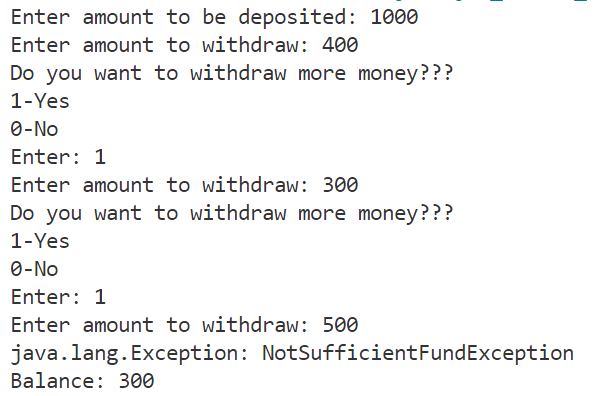 Enter amount to be deposited: 1000
Enter amount to withdraw: 400
Do you want to withdraw more money???
1-Yes
0-No
Enter: 1
Enter amount to withdraw: 300
Do you want to withdraw more money???
1-Yes
0-No
Enter: 1
Enter amount to withdraw: 500
java.lang.Exception: NotSufficientFundException
Balance: 300